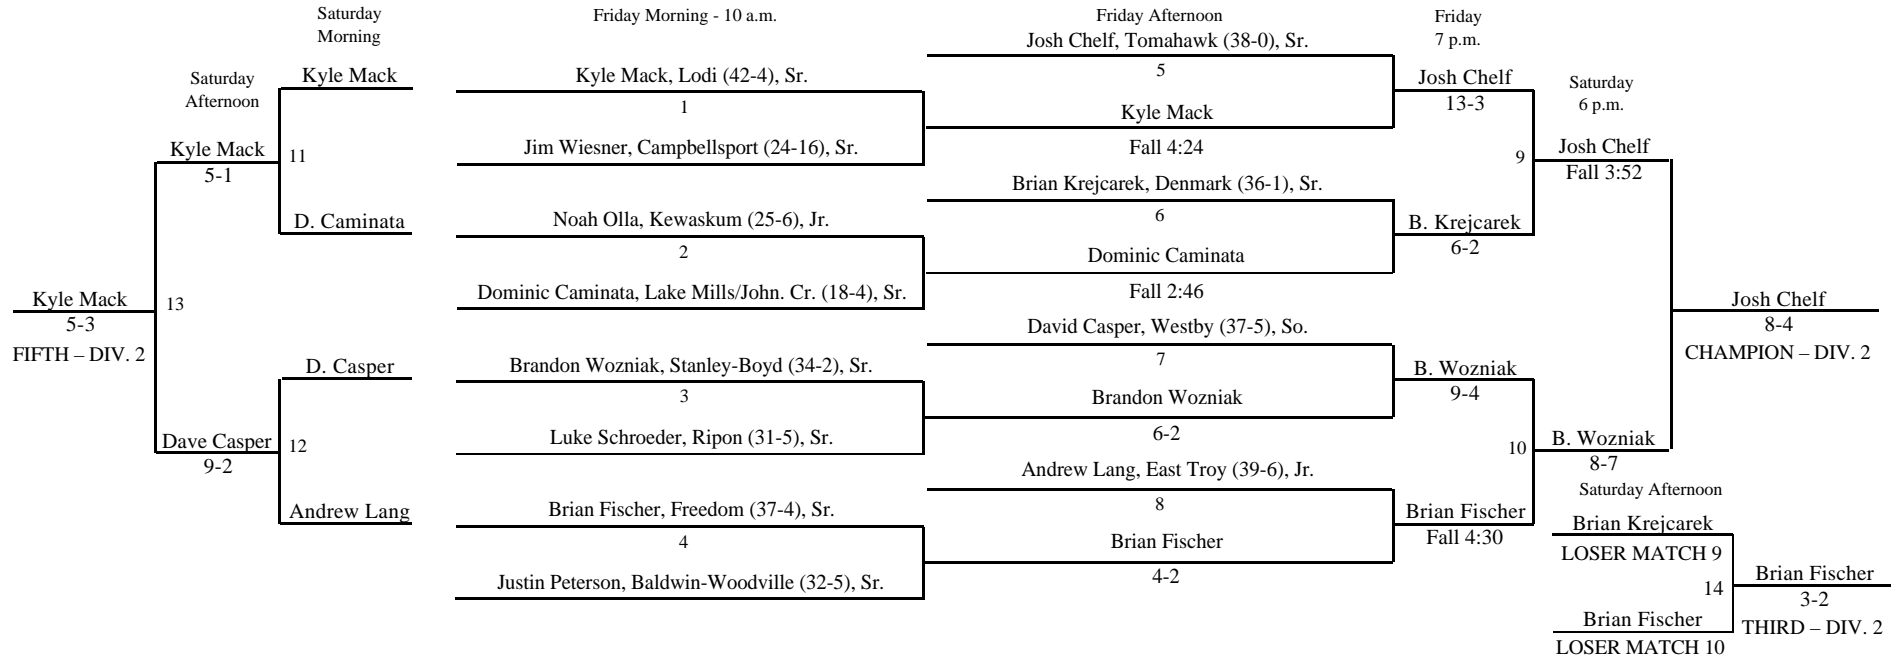 Saturday
Morning
Friday Morning - 10 a.m.
Friday Afternoon
Friday
7 p.m.
Saturday
Afternoon
Saturday
6 p.m.
Kyle Mack
11
D. Caminata
Kyle Mack
5-1
13
D. Casper
12
Andrew Lang
Dave Casper
9-2
Kyle Mack
5-3
FIFTH – DIV. 2
Kyle Mack, Lodi (42-4), Sr.
1
Jim Wiesner, Campbellsport (24-16), Sr.
Noah Olla, Kewaskum (25-6), Jr.
2
Dominic Caminata, Lake Mills/John. Cr. (18-4), Sr.
Brandon Wozniak, Stanley-Boyd (34-2), Sr.
3
Luke Schroeder, Ripon (31-5), Sr.
Brian Fischer, Freedom (37-4), Sr.
4
Justin Peterson, Baldwin-Woodville (32-5), Sr.
Josh Chelf, Tomahawk (38-0), Sr.
5
Kyle Mack
Fall 4:24
Brian Krejcarek, Denmark (36-1), Sr.
6
Dominic Caminata
Fall 2:46
David Casper, Westby (37-5), So.
7
Brandon Wozniak
6-2
Andrew Lang, East Troy (39-6), Jr.
8
Brian Fischer
4-2
Josh Chelf
13-3
9
B. Krejcarek
6-2
B. Wozniak
9-4
10
Brian Fischer
Fall 4:30
Josh Chelf
Fall 3:52
B. Wozniak
8-7
Josh Chelf
8-4
CHAMPION – DIV. 2
Saturday Afternoon
Brian Krejcarek
LOSER MATCH 9
14
Brian Fischer
LOSER MATCH 10
Brian Fischer
3-2
THIRD – DIV. 2